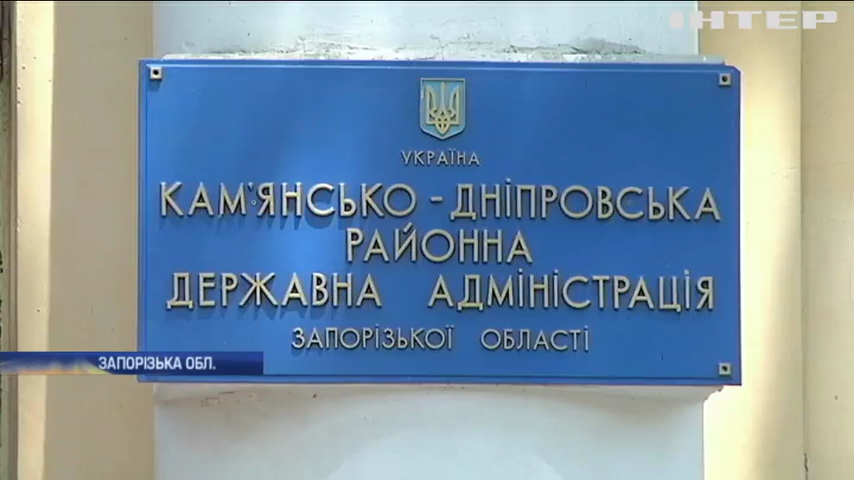 ІНТЕР
УКРАЇНА
КАМ'ЯНСЬКО - ДНІПРОВСЬКА
РАЙОННА
ДЕРЖАВНА АДМІНІСТРАЦІЯ
ЗАПОРІЗЬКОЇ ОБЛАСТІ
ЗАПОРІЗЬКА ОБЛ.